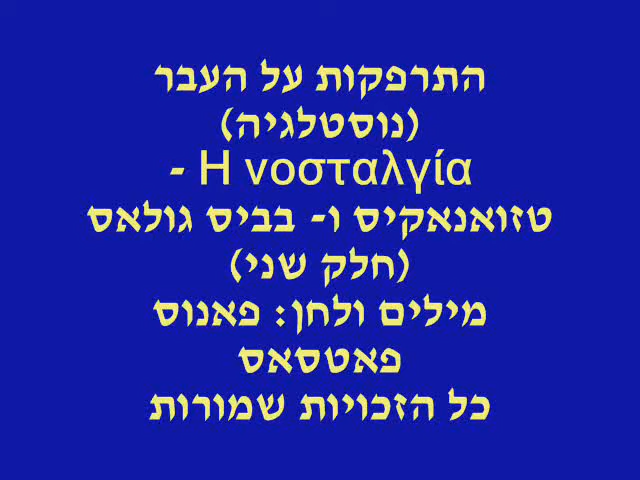 התרפקות על העבר
(נוסטלגיה)
Η νοσταλγία -
טזואנאקיס ו- בביס גולאס
(חלק שני)
מילים ולחן: פאנוס
פאטסאס
כל הזכויות שמורות